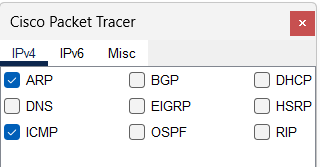 Cisco Packet Tracer
IPv4 IPv6 Misc
ARP BGP DHCP
DNS EIGRP HSRP
ICMP OSPF RIP